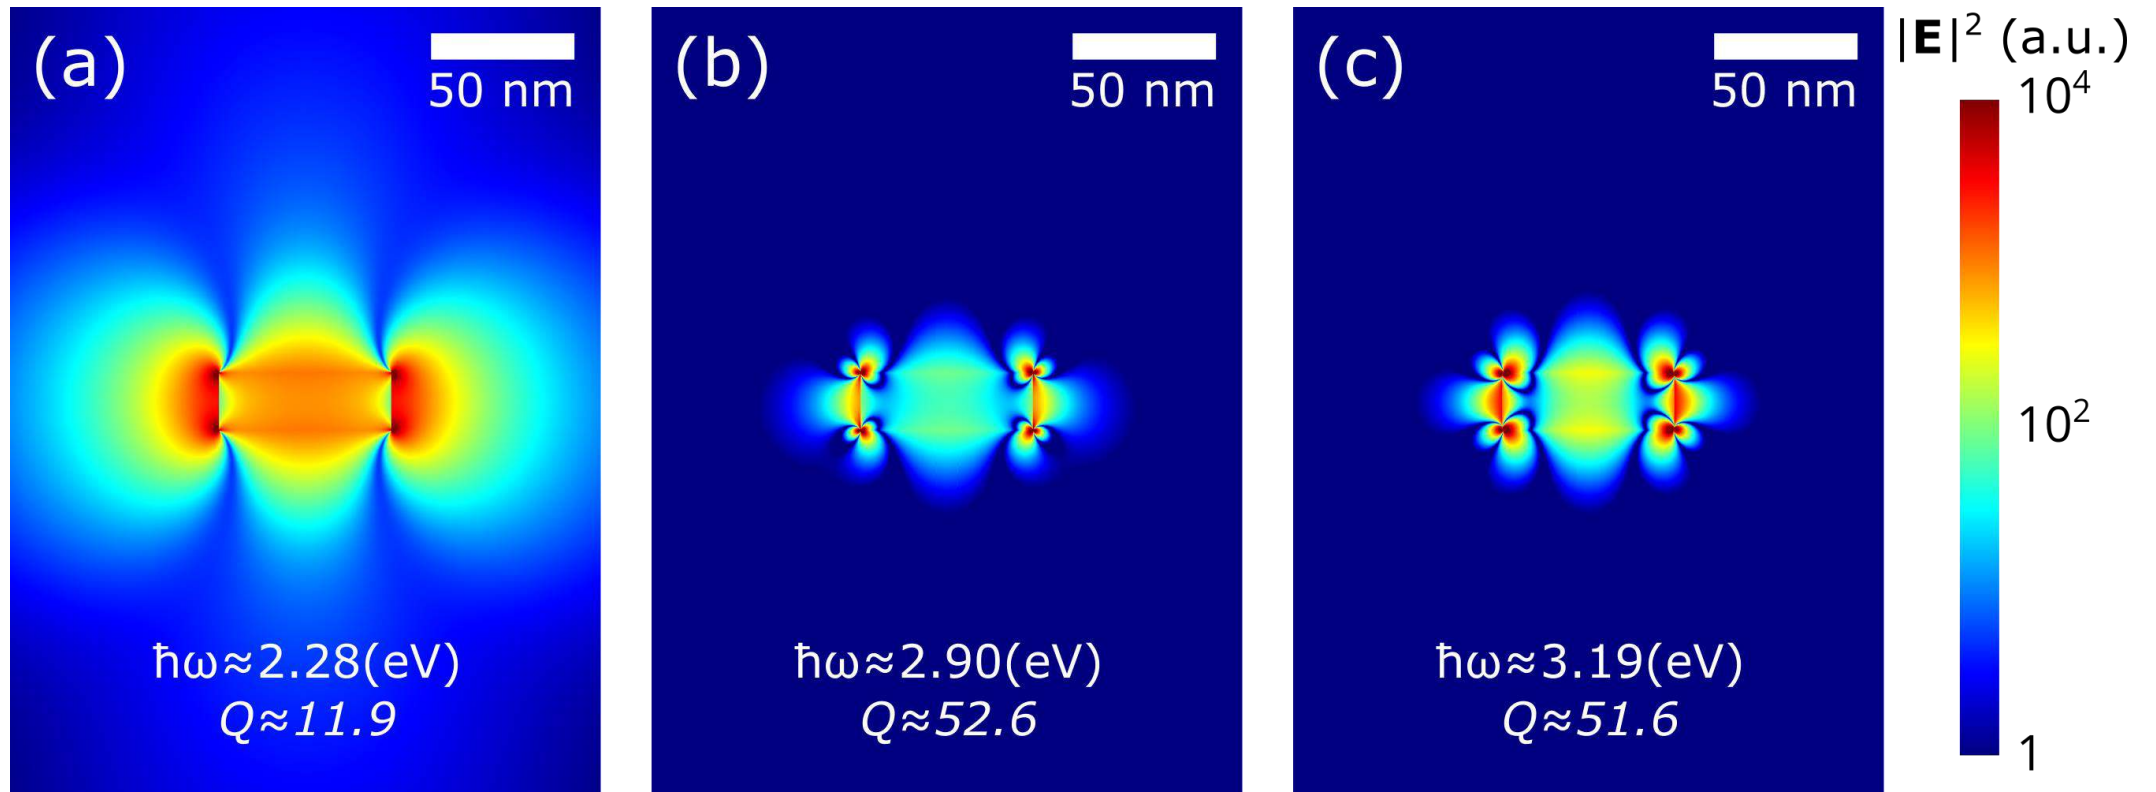 (a)
50 nm
ħω≈2.28(eV)
Q≈11.9
(b)
50 nm
ħω≈2.90(eV)
Q≈52.6
(c)
50 nm
ħω≈3.19(eV)
Q≈51.6
|E|² (a.u.)
10⁴
10²
1